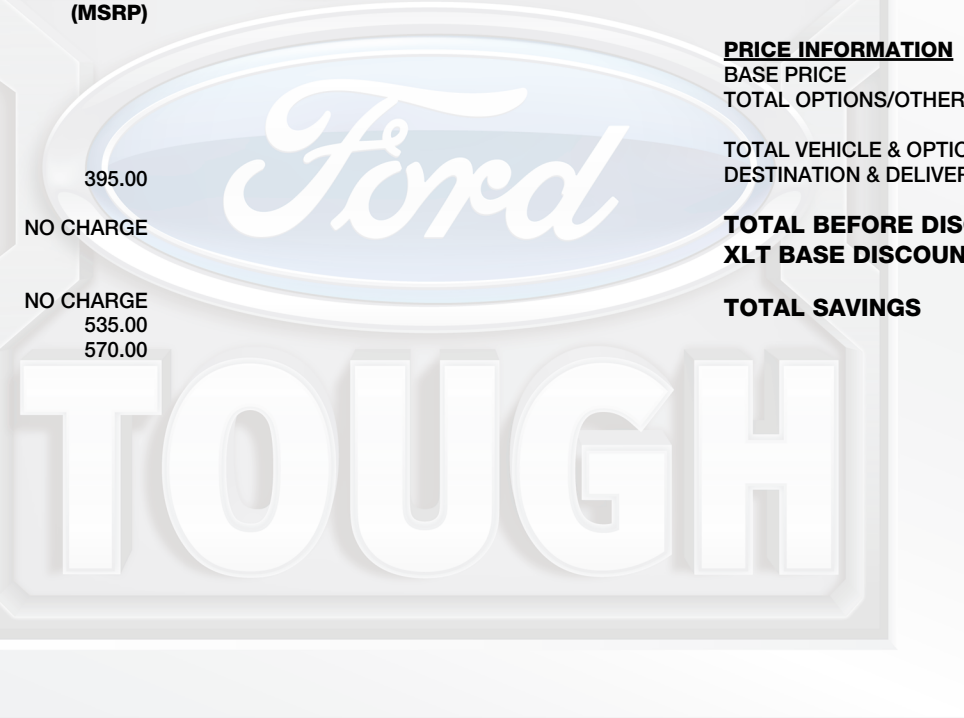 (MSRP)
395.00
NO CHARGE
NO CHARGE
535.00
570.00
PRICE INFORMATION
BASE PRICE
TOTAL OPTIONS/OTHER
TOTAL VEHICLE & OPTIO
DESTINATION & DELIVER
TOTAL BEFORE DIS
XLT BASE DISCOUN
TOTAL SAVINGS
Ford
TOUGH